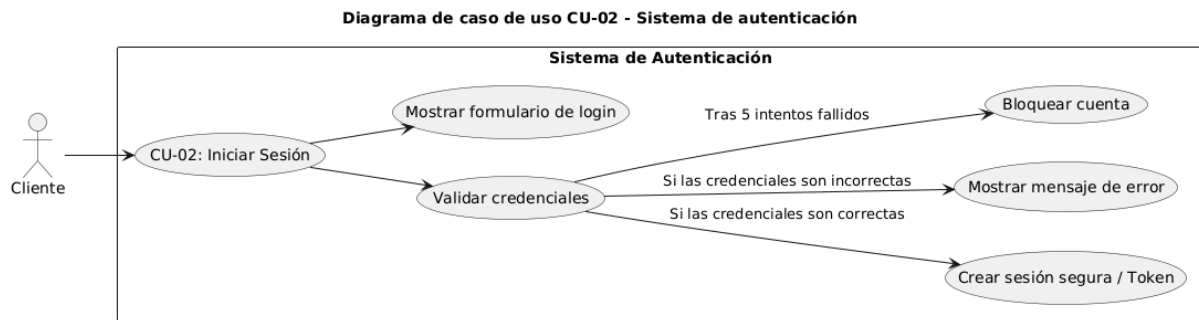 Diagrama de caso de uso CU-02 - Sistema de autenticación
Sistema de Autenticación
Mostrar formulario de login
Tras 5 intentos fallidos
Bloquear cuenta
CU-02: Iniciar Sesión
Cliente
Validar credenciales
Si las credenciales son incorrectas
Mostrar mensaje de error
Si las credenciales son correctas
Crear sesión segura / Token